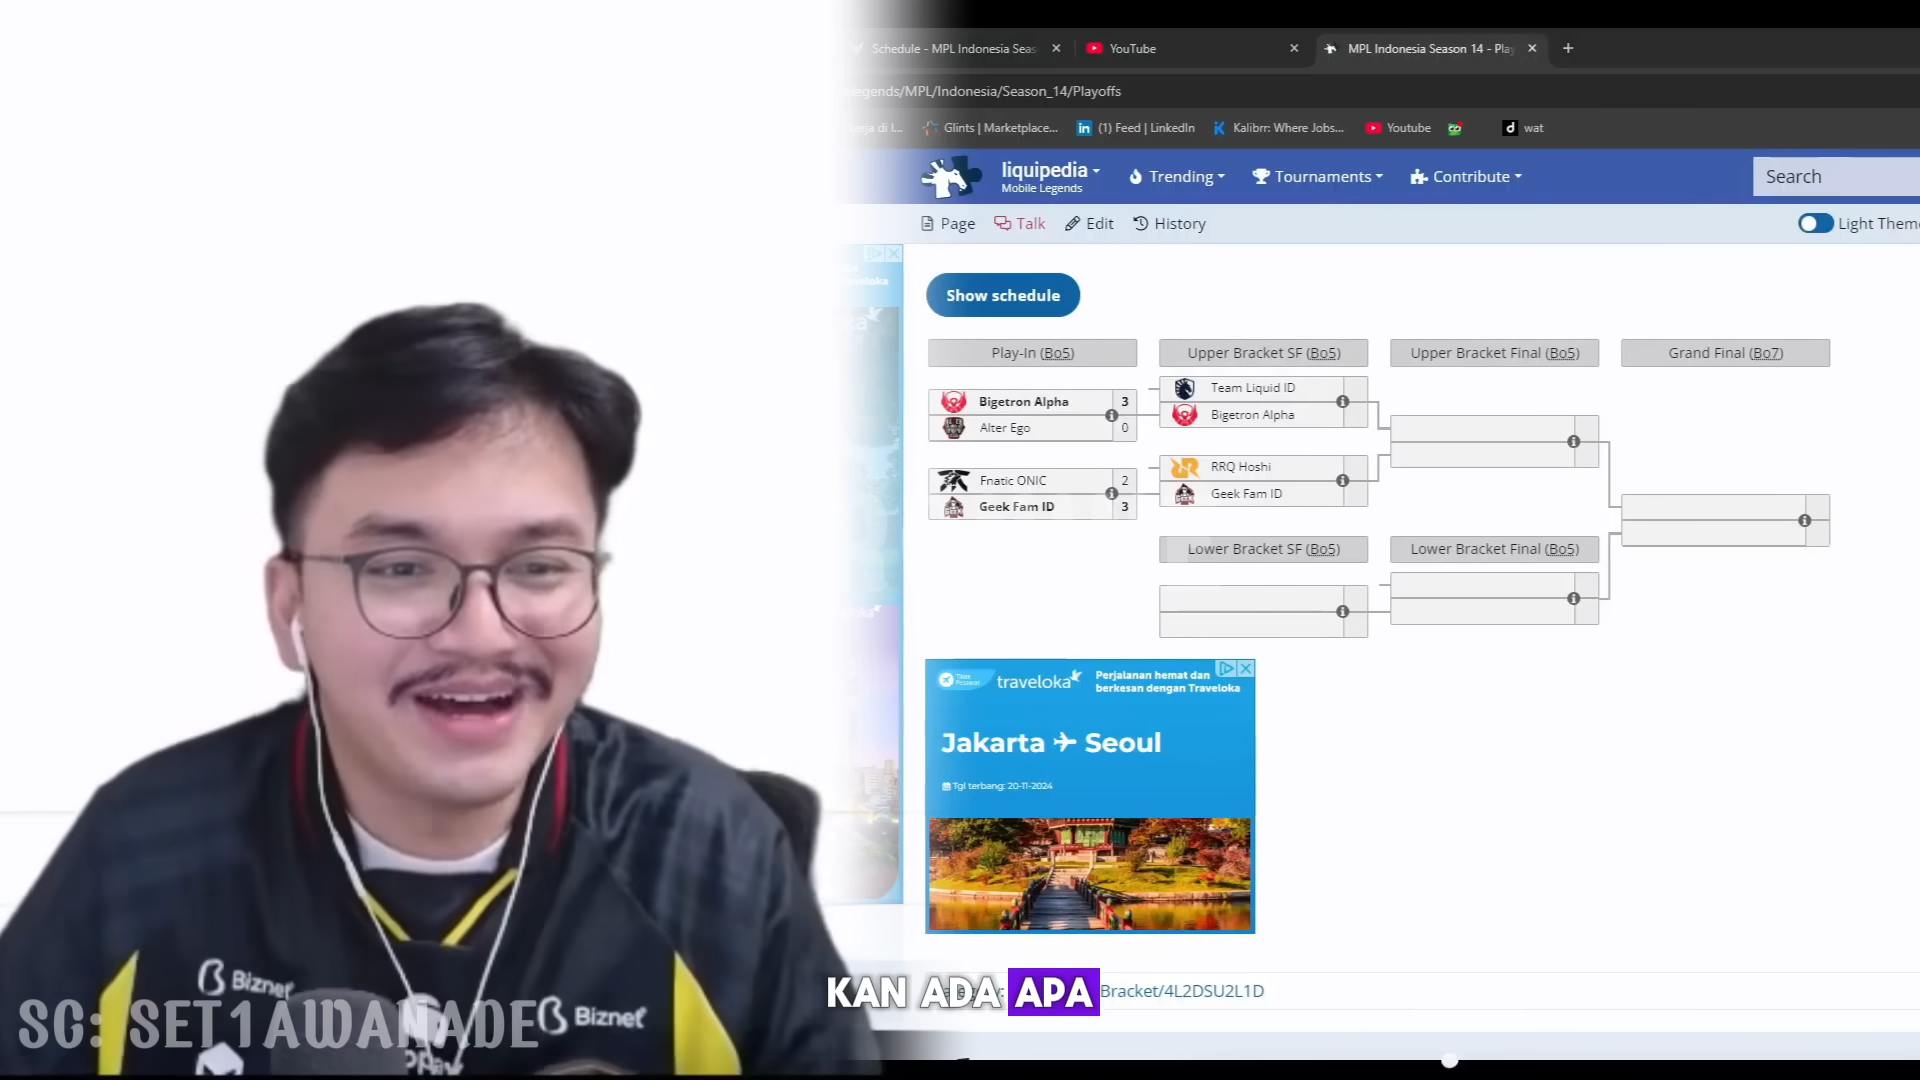 Schedule - MPL Indonesia Seas
YouTube
MPL Indonesia Season 14 - Play
egends/MPL/Indonesia/Season_14/Playoffs
rja di I...
Glints | Marketplace...
(1) Feed | LinkedIn
Kalibrr: Where Jobs...
Youtube
wat
liquipedia
Mobile Legends
Trending
Tournaments
Contribute
Search
Page
Talk
Edit
History
Light Theme
Show schedule
Play-In (Bo5)
Upper Bracket SF (Bo5)
Upper Bracket Final (Bo5)
Grand Final (Bo7)
Bigetron Alpha 3
Alter Ego 0
Team Liquid ID
Bigetron Alpha
Fnatic ONIC 2
Geek Fam ID 3
RRQ Hoshi
Geek Fam ID
Lower Bracket SF (Bo5)
Lower Bracket Final (Bo5)
Tiket Pesawat
traveloka
Perjalanan hemat dan
berkesan dengan Traveloka
Jakarta ✈ Seoul
Tgl terbang: 20-11-2024
KAN ADA APA
Bracket/4L2DSU2L1D
Biznet
Biznet
SC: SET1AWANADE